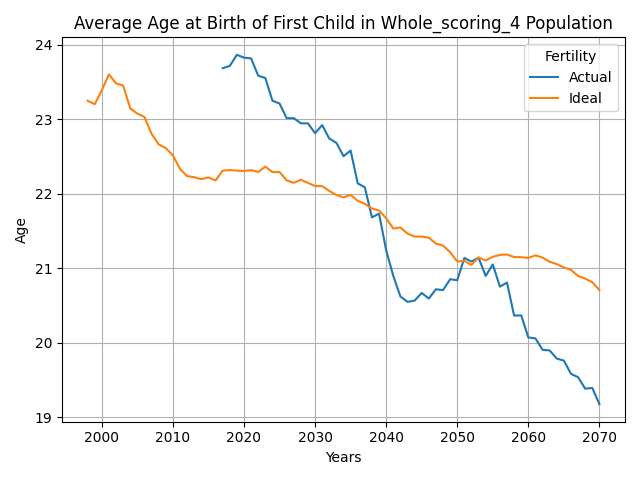 Average Age at Birth of First Child in Whole_scoring_4 Population
Fertility
Actual
Ideal
Age
24
23
22
21
20
19
2000 2010 2020 2030 2040 2050 2060 2070
Years